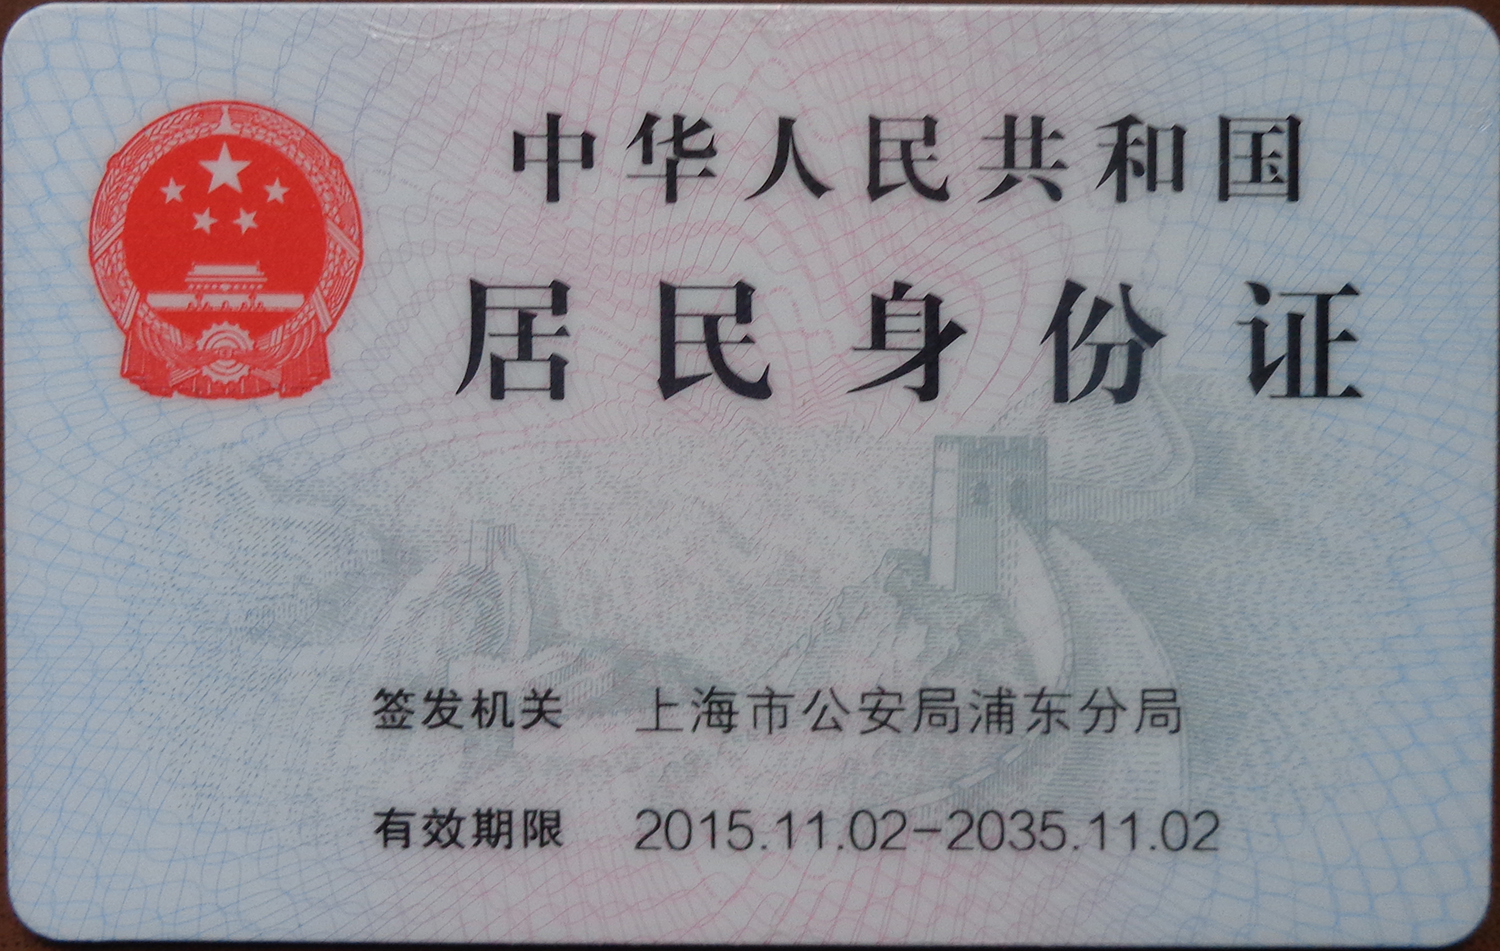 中华人民共和国
居民身份证
签发机关 上海市公安局浦东分局
有效期限 2015.11.02-2035.11.02